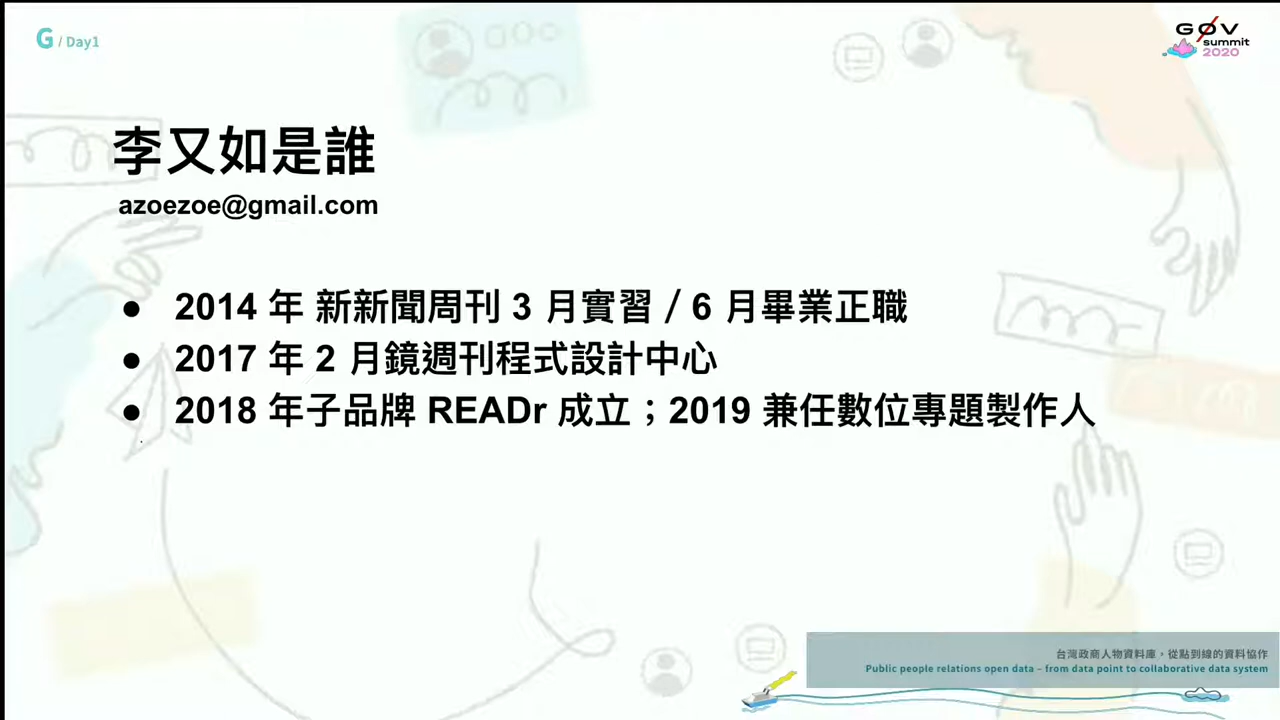 G / Day1
GØV
summit
2020
李又如是誰
azoezoe@gmail.com
● 2014 年 新新聞周刊 3 月實習 / 6 月畢業正職
● 2017 年 2 月鏡週刊程式設計中心
● 2018 年子品牌 READr 成立；2019 兼任數位專題製作人
台灣政商人物資料庫，從點到線的資料協作
Public people relations open data – from data point to collaborative data system